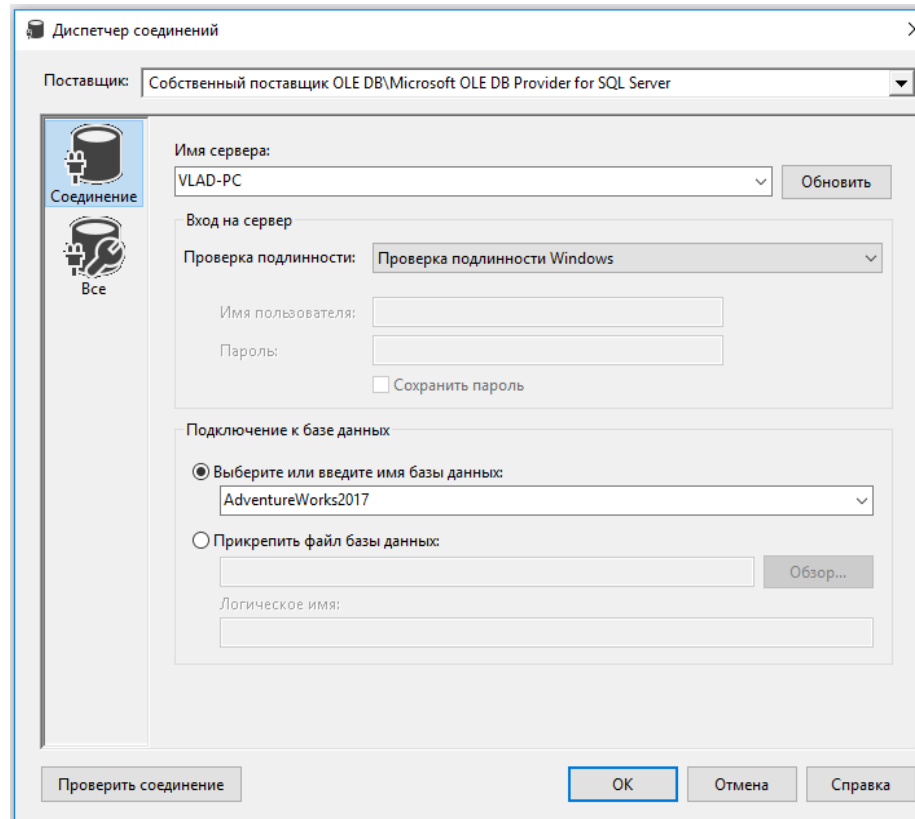 Диспетчер соединений
Поставщик: Собственный поставщик OLE DB\Microsoft OLE DB Provider for SQL Server
Соединение
Все
Имя сервера:
VLAD-PC
Обновить
Вход на сервер
Проверка подлинности: Проверка подлинности Windows
Имя пользователя:
Пароль:
Сохранить пароль
Подключение к базе данных
Выберите или введите имя базы данных:
AdventureWorks2017
Прикрепить файл базы данных:
Обзор...
Логическое имя:
Проверить соединение
ОК
Отмена
Справка